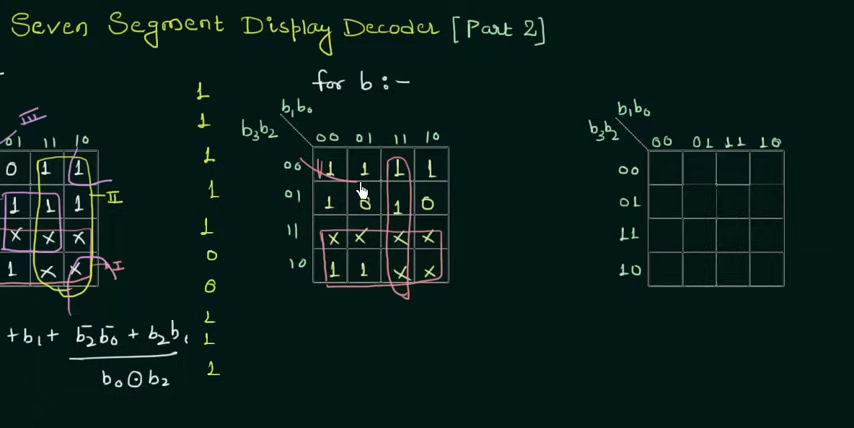 Seven Segment Display Decoder [Part 2]
for b :-
III
01 11 10
0 1 1
1 1 1
II
x x x
1 x x
I
+b₁ + b̅₂b̅₀ + b₂b
b₀⊙b₂
1
1
1
1
1
0
0
1
1
1
b₁b₀
b₃b₂
00 01 11 10
00 1 1 1 1
01 1 0 1 0
11 x x x x
10 1 1 x x
b₁b₀
b₃b₂
00 01 11 10
00
01
11
10